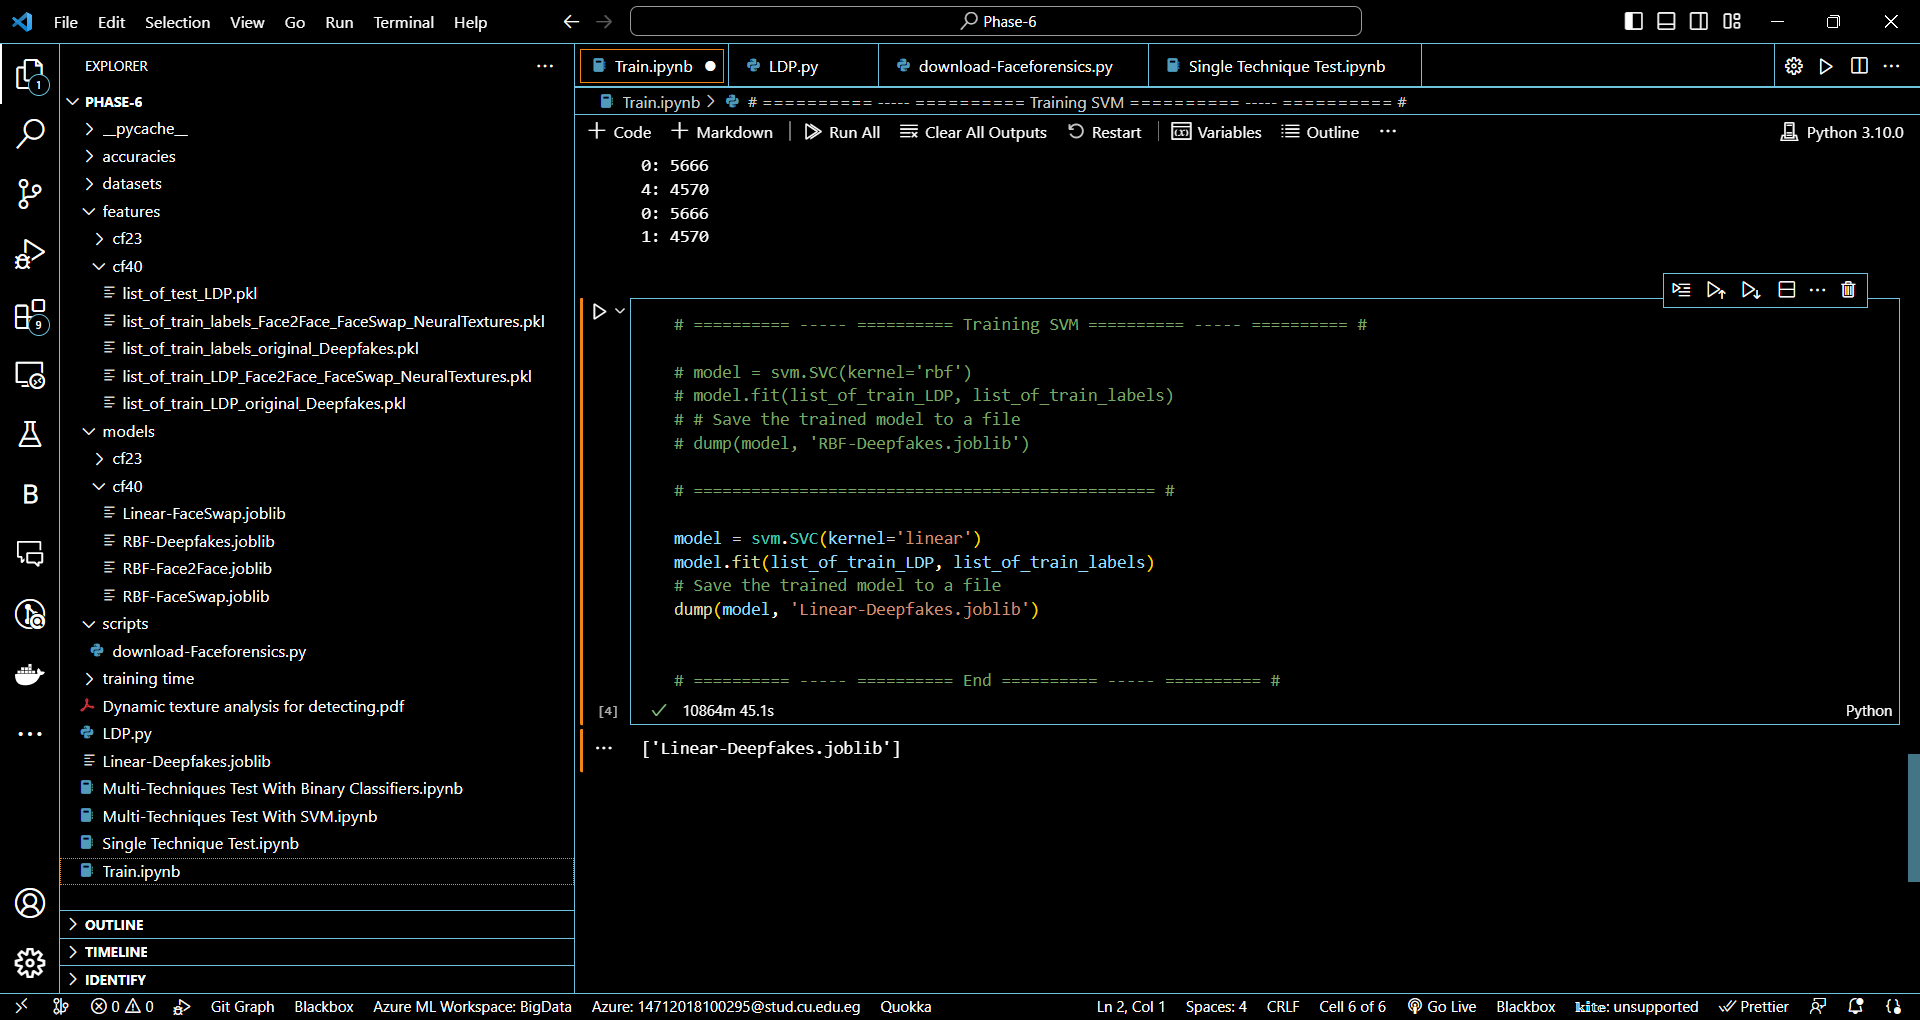 File Edit Selection View Go Run Terminal Help
Phase-6
EXPLORER
1
9
B
PHASE-6
__pycache__
accuracies
datasets
features
cf23
cf40
list_of_test_LDP.pkl
list_of_train_labels_Face2Face_FaceSwap_NeuralTextures.pkl
list_of_train_labels_original_Deepfakes.pkl
list_of_train_LDP_Face2Face_FaceSwap_NeuralTextures.pkl
list_of_train_LDP_original_Deepfakes.pkl
models
cf23
cf40
Linear-FaceSwap.joblib
RBF-Deepfakes.joblib
RBF-Face2Face.joblib
RBF-FaceSwap.joblib
scripts
download-Faceforensics.py
training time
Dynamic texture analysis for detecting.pdf
LDP.py
Linear-Deepfakes.joblib
Multi-Techniques Test With Binary Classifiers.ipynb
Multi-Techniques Test With SVM.ipynb
Single Technique Test.ipynb
Train.ipynb
OUTLINE
TIMELINE
IDENTIFY
Train.ipynb LDP.py download-Faceforensics.py Single Technique Test.ipynb
Train.ipynb > # ========== ----- ========== Training SVM ========== ----- ========== #
+ Code + Markdown | Run All Clear All Outputs Restart | Variables Outline ... Python 3.10.0
0: 5666
4: 4570
0: 5666
1: 4570
# ========== ----- ========== Training SVM ========== ----- ========== #
# model = svm.SVC(kernel='rbf')
# model.fit(list_of_train_LDP, list_of_train_labels)
# # Save the trained model to a file
# dump(model, 'RBF-Deepfakes.joblib')
# ================================================ #
model = svm.SVC(kernel='linear')
model.fit(list_of_train_LDP, list_of_train_labels)
# Save the trained model to a file
dump(model, 'Linear-Deepfakes.joblib')
# ========== ----- ========== End ========== ----- ========== #
[4] 10864m 45.1s Python
['Linear-Deepfakes.joblib']
0 0 Git Graph Blackbox Azure ML Workspace: BigData Azure: 14712018100295@stud.cu.edu.eg Quokka Ln 2, Col 1 Spaces: 4 CRLF Cell 6 of 6 Go Live Blackbox kite: unsupported Prettier